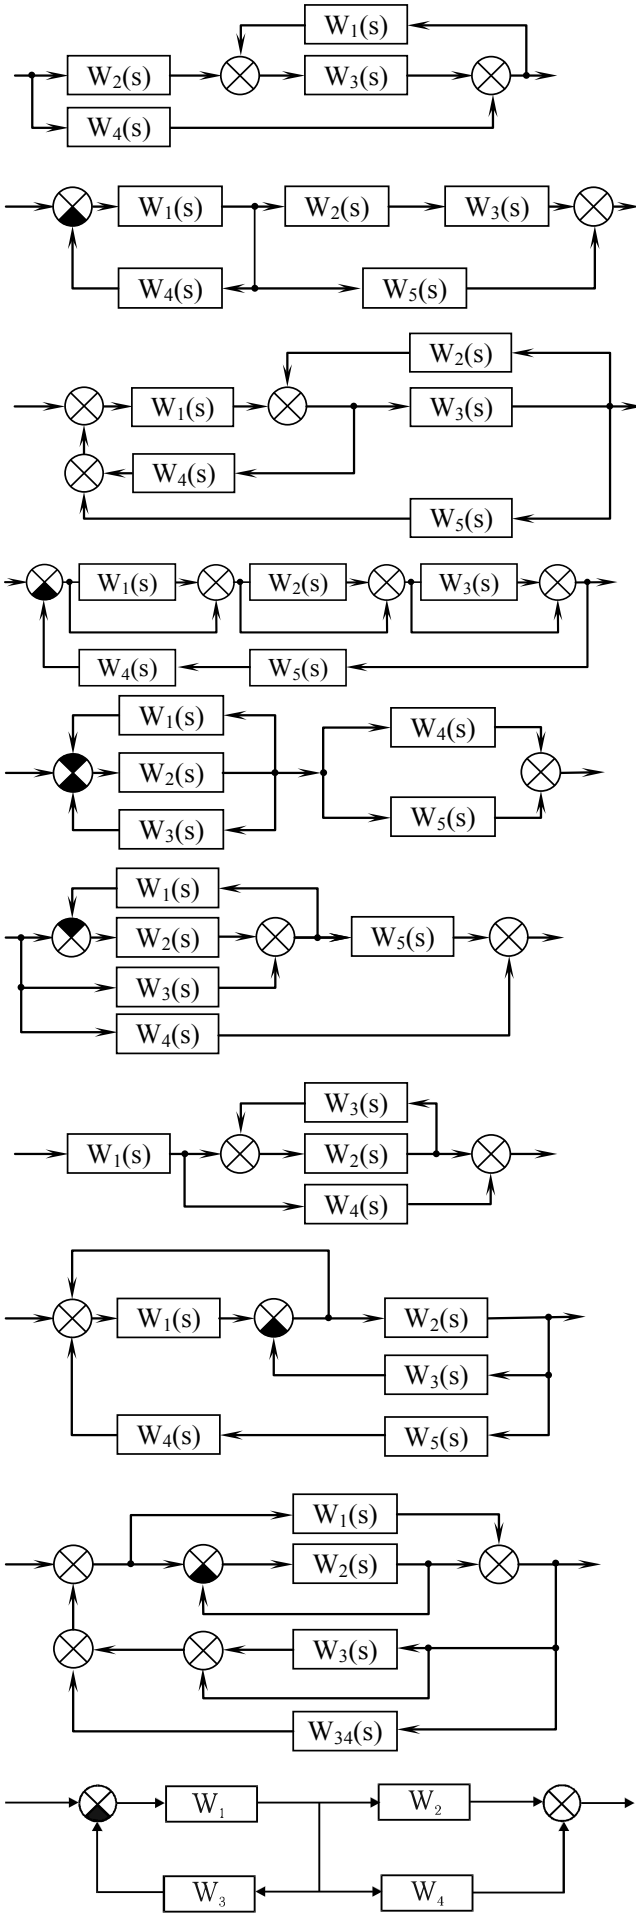 W₁(s)
W₂(s) W₃(s)
W₄(s)
W₁(s) W₂(s) W₃(s)
W₄(s) W₅(s)
W₂(s)
W₁(s) W₃(s)
W₄(s)
W₅(s)
W₁(s) W₂(s) W₃(s)
W₄(s) W₅(s)
W₁(s) W₄(s)
W₂(s)
W₃(s) W₅(s)
W₁(s)
W₂(s) W₅(s)
W₃(s)
W₄(s)
W₃(s)
W₁(s) W₂(s)
W₄(s)
W₁(s) W₂(s)
W₃(s)
W₄(s) W₅(s)
W₁(s)
W₂(s)
W₃(s)
W₃₄(s)
W₁ W₂
W₃ W₄